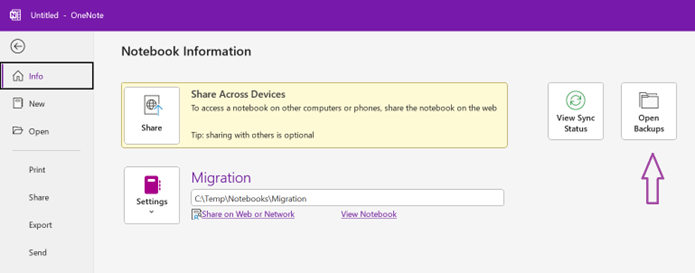 Untitled - OneNote
Notebook Information
Info
New
Open
Print
Share
Export
Send
Share
Share Across Devices
To access a notebook on other computers or phones, share the notebook on the web
Tip: sharing with others is optional
View Sync
Status
Open
Backups
Settings
Migration
C:\Temp\Notebooks\Migration
Share on Web or Network
View Notebook